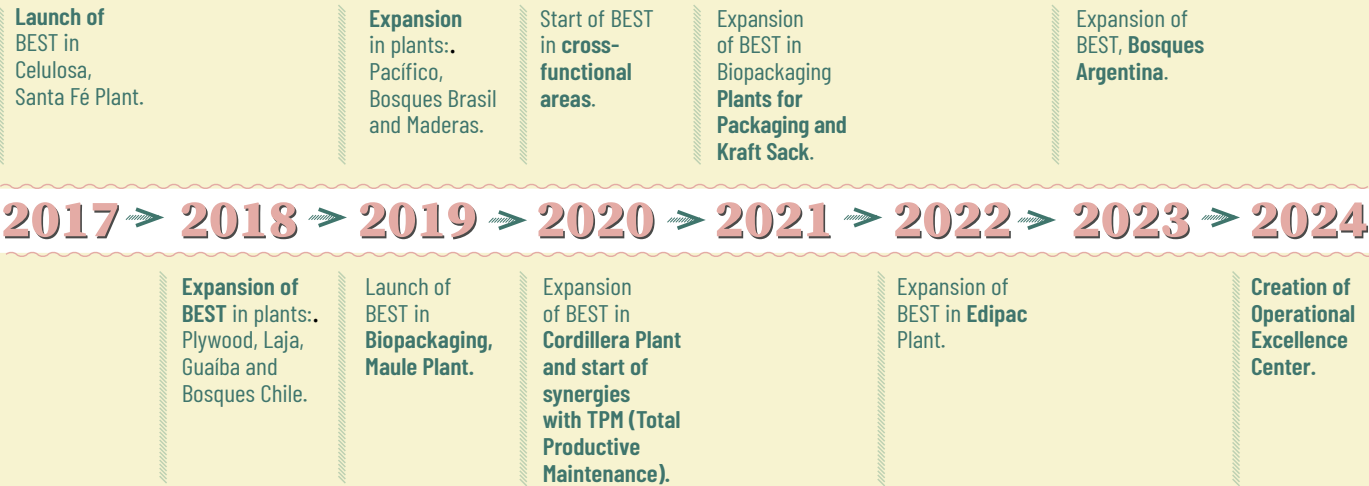 Launch of
BEST in
Celulosa,
Santa Fé Plant.
Expansion
in plants:.
Pacífico,
Bosques Brasil
and Maderas.
Start of BEST
in cross-
functional
areas.
Expansion
of BEST in
Biopackaging
Plants for
Packaging and
Kraft Sack.
Expansion of
BEST, Bosques
Argentina.
2017 2018 2019 2020 2021 2022 2023 2024
Expansion of
BEST in plants:.
Plywood, Laja,
Guaíba and
Bosques Chile.
Launch of
BEST in
Biopackaging,
Maule Plant.
Expansion
of BEST in
Cordillera Plant
and start of
synergies
with TPM (Total
Productive
Maintenance).
Expansion of
BEST in Edipac
Plant.
Creation of
Operational
Excellence
Center.